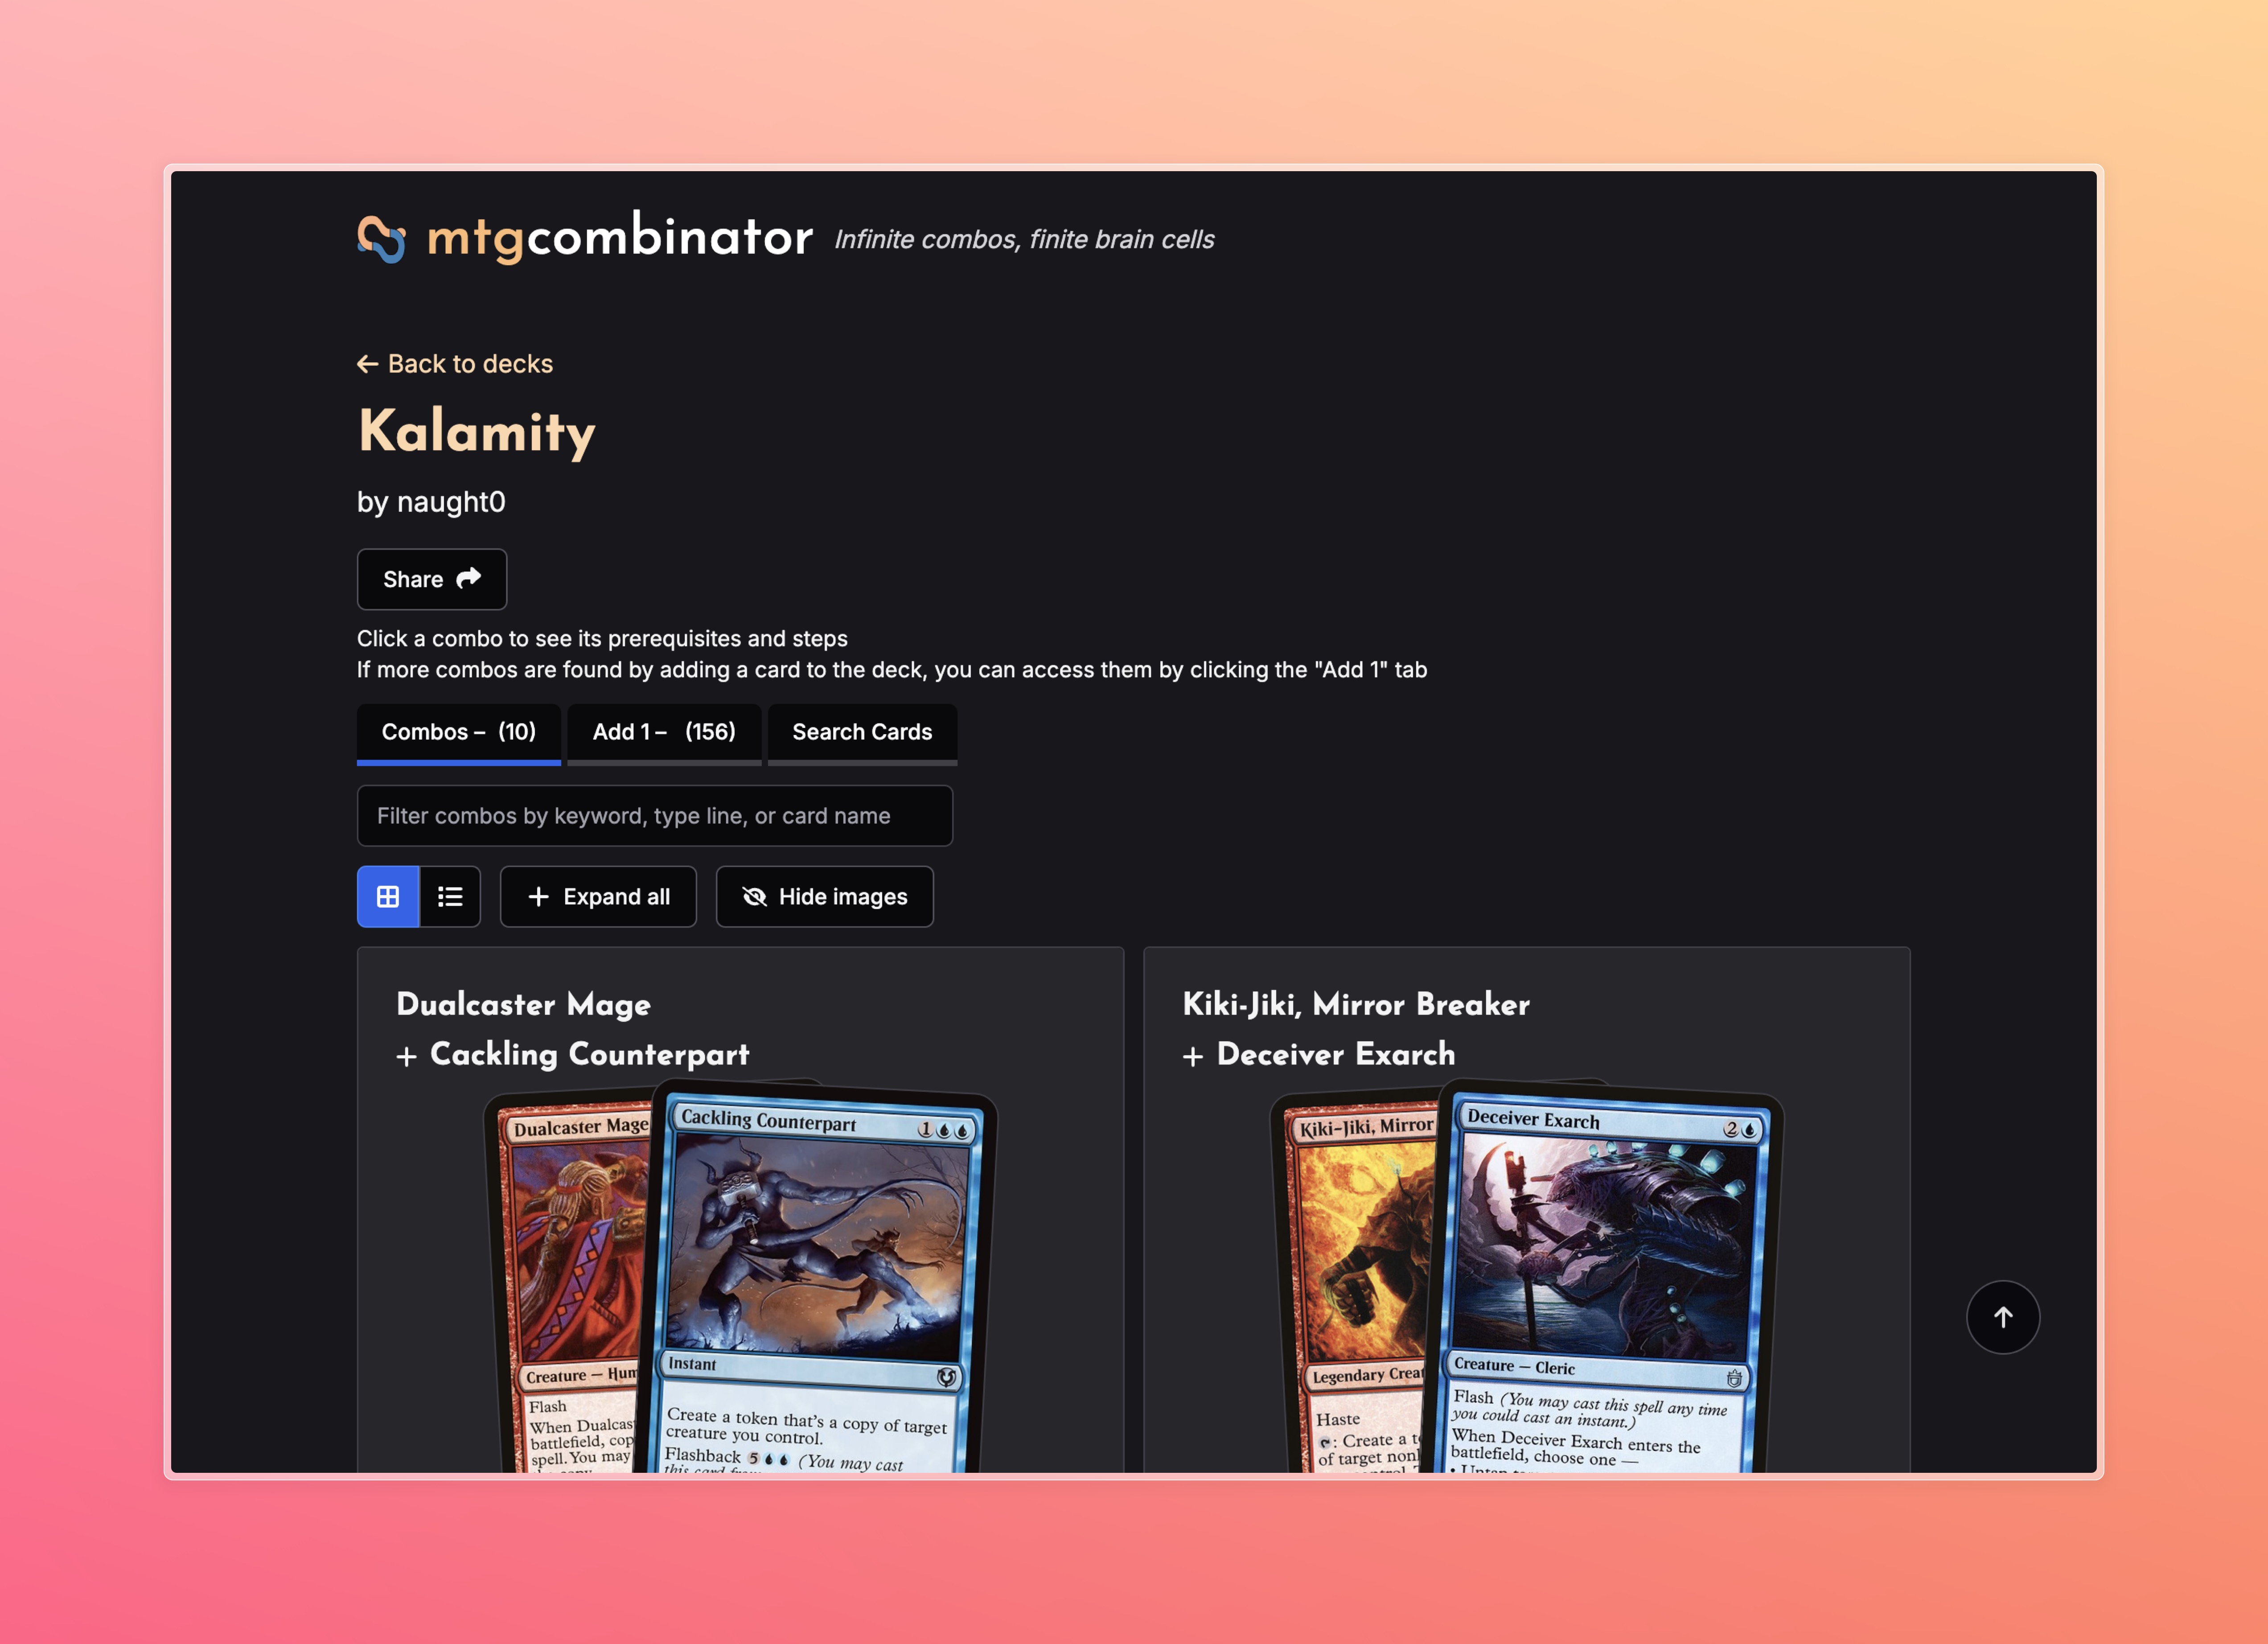 mtgcombinator Infinite combos, finite brain cells
← Back to decks
Kalamity
by naught0
Share
Click a combo to see its prerequisites and steps
If more combos are found by adding a card to the deck, you can access them by clicking the "Add 1" tab
Combos – (10) Add 1 – (156) Search Cards
Filter combos by keyword, type line, or card name
+ Expand all Hide images
Dualcaster Mage
+ Cackling Counterpart
Dualcaster Mage
Creature —
Flash
When
battlefield,
spell. You may
Cackling Counterpart 1
Instant
Create a token that's a copy of target
creature you control.
Flashback 5 (You may cast
this card
Kiki-Jiki, Mirror Breaker
+ Deceiver Exarch
Kiki-Jiki, Mirror
Legendary
Haste
: Create a
of target
Deceiver Exarch 2
Creature — Cleric
Flash (You may cast this spell any time
you could cast an instant.)
When Deceiver Exarch enters the
battlefield, choose one —